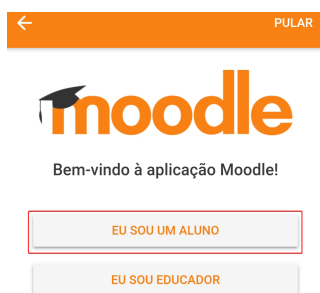 PULAR
moodle
Bem-vindo à aplicação Moodle!
EU SOU UM ALUNO
EU SOU EDUCADOR